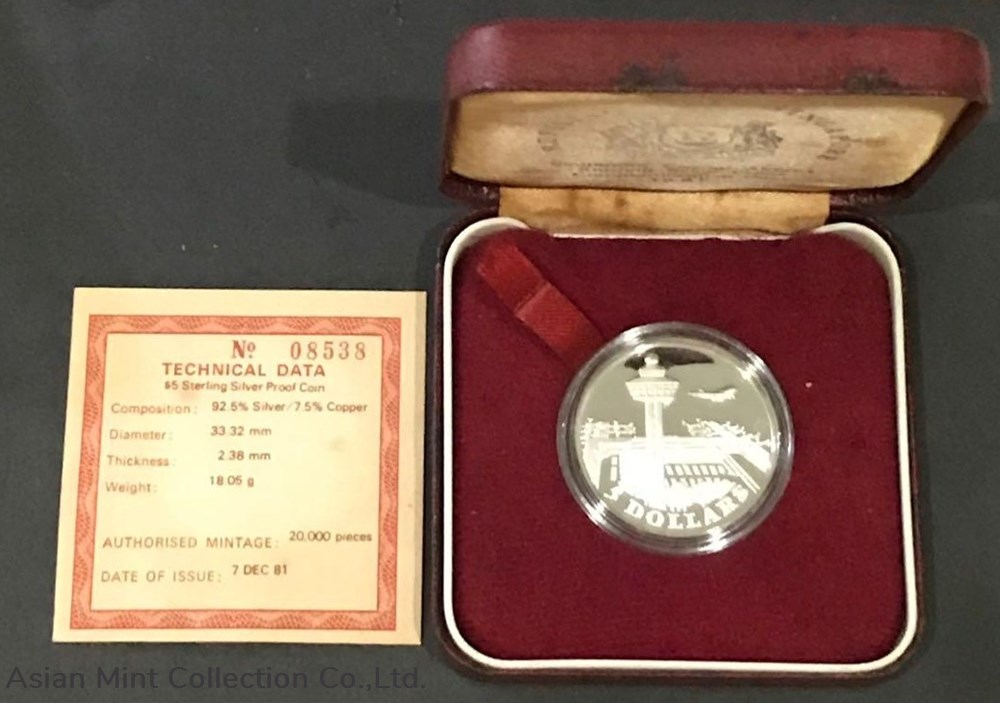 Nº 08538
TECHNICAL DATA
$5 Sterling Silver Proof Coin
Composition: 92.5% Silver/7.5% Copper
Diameter: 33.32 mm
Thickness: 2.38 mm
Weight: 18.05 g
AUTHORISED MINTAGE: 20,000 pieces
DATE OF ISSUE: 7 DEC 81
5 DOLLARS
Asian Mint Collection Co.,Ltd.